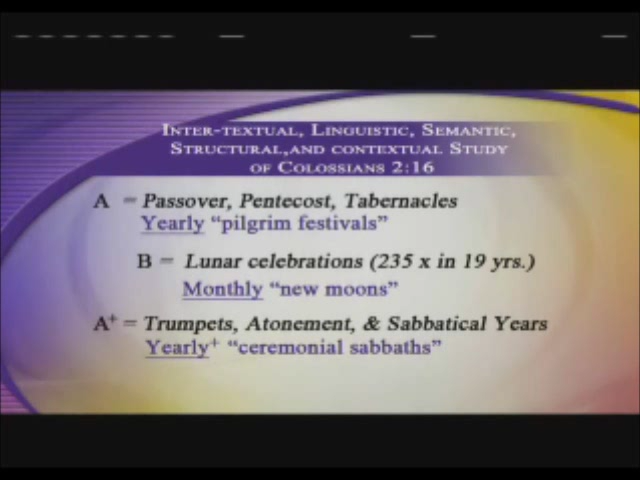 INTER-TEXTUAL, LINGUISTIC, SEMANTIC,
STRUCTURAL,AND CONTEXTUAL STUDY
OF COLOSSIANS 2:16
A = Passover, Pentecost, Tabernacles
Yearly “pilgrim festivals”
B = Lunar celebrations (235 x in 19 yrs.)
Monthly “new moons”
A⁺ = Trumpets, Atonement, & Sabbatical Years
Yearly⁺ “ceremonial sabbaths”